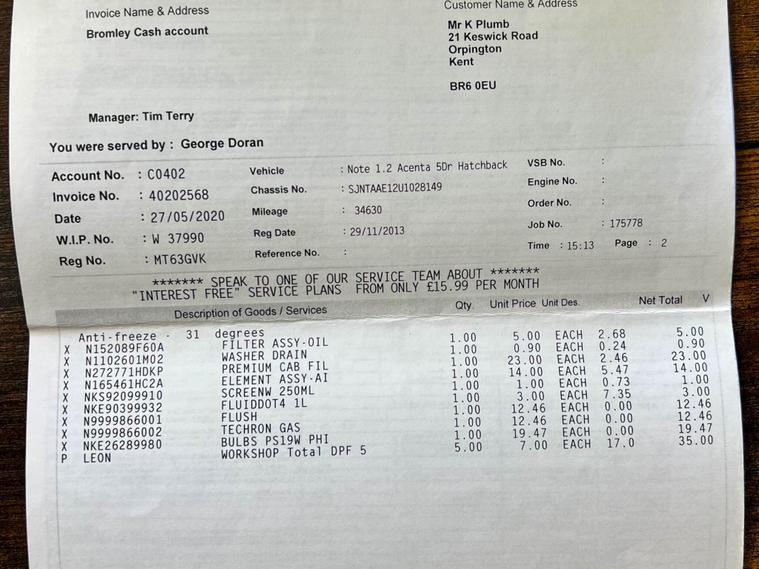 Invoice Name & Address
Customer Name & Address
Bromley Cash account
Mr K Plumb
21 Keswick Road
Orpington
Kent
BR6 0EU
Manager: Tim Terry
You were served by : George Doran
Account No. : C0402 Vehicle : Note 1.2 Acenta 5Dr Hatchback VSB No. :
Invoice No. : 40202568 Chassis No. : SJNTAAE12U1028149 Engine No. :
Date : 27/05/2020 Mileage : 34630 Order No. :
W.I.P. No. : W 37990 Reg Date : 29/11/2013 Job No. : 175778
Reg No. : MT63GVK Reference No. : Time : 15:13 Page : 2
******* SPEAK TO ONE OF OUR SERVICE TEAM ABOUT *******
"INTEREST FREE" SERVICE PLANS FROM ONLY £15.99 PER MONTH
Description of Goods / Services Qty. Unit Price Unit Des. Net Total V
Anti-freeze - 31 degrees
X N152089F60A FILTER ASSY-OIL 1.00 5.00 EACH 2.68 5.00
X N1102601M02 WASHER DRAIN 1.00 0.90 EACH 0.24 0.90
X N272771HDKP PREMIUM CAB FIL 1.00 23.00 EACH 2.46 23.00
X N165461HC2A ELEMENT ASSY-AI 1.00 14.00 EACH 5.47 14.00
X NKS92099910 SCREENW 250ML 1.00 1.00 EACH 0.73 1.00
X NKE90399932 FLUIDDOT4 1L 1.00 3.00 EACH 7.35 3.00
X N9999866001 FLUSH 1.00 12.46 EACH 0.00 12.46
X N9999866002 TECHRON GAS 1.00 12.46 EACH 0.00 12.46
X NKE26289980 BULBS PS19W PHI 1.00 19.47 EACH 0.00 19.47
P LEON WORKSHOP Total DPF 5 5.00 7.00 EACH 17.0 35.00